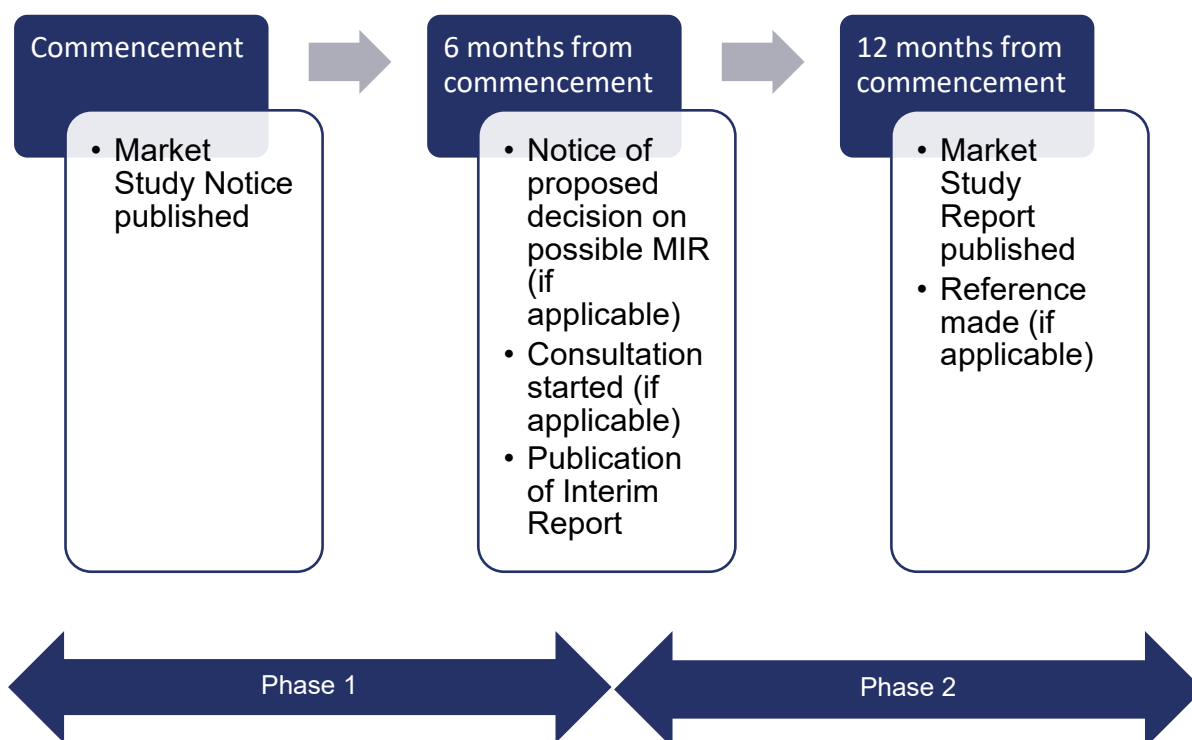 Commencement
• Market
Study Notice
published
6 months from
commencement
• Notice of
proposed
decision on
possible MIR
(if
applicable)
• Consultation
started (if
applicable)
• Publication
of Interim
Report
12 months from
commencement
• Market
Study
Report
published
• Reference
made (if
applicable)
Phase 1
Phase 2